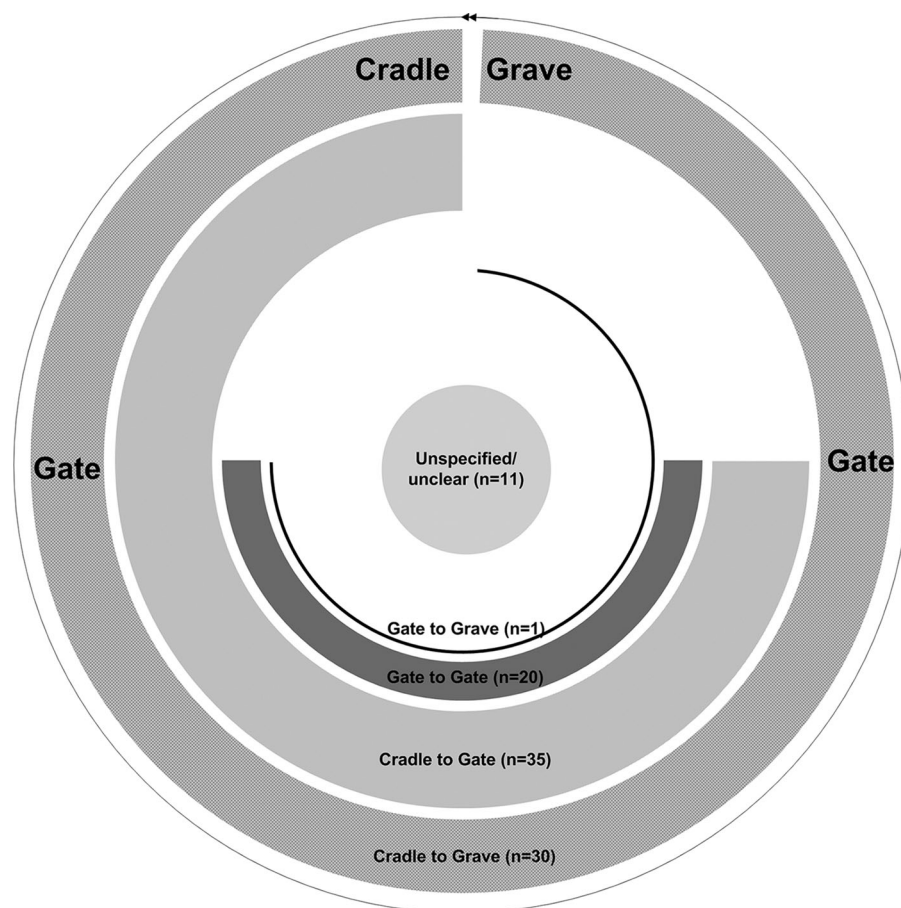 Cradle Grave
Gate
Gate
Unspecified/
unclear (n=11)
Gate to Grave (n=1)
Gate to Gate (n=20)
Cradle to Gate (n=35)
Cradle to Grave (n=30)